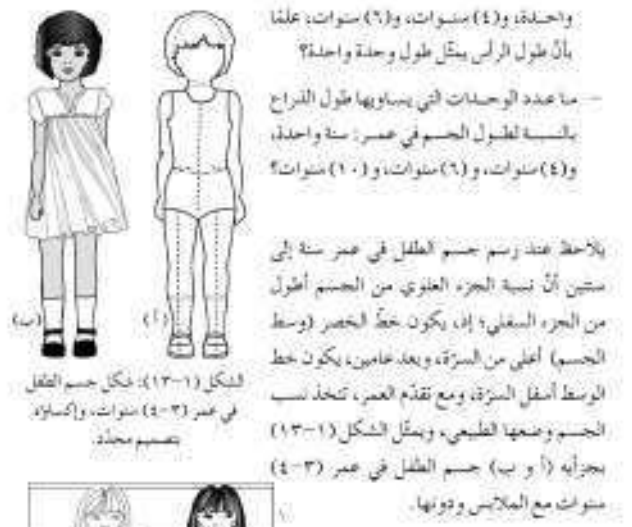 واحدة، و(٤) سنوات، و(٦) سنوات، علمًا
بأنّ طول الرأس يمثّل طول وحدة واحدة؟
– ما عدد الوحدات التي يساويها طول الذراع
بالنسبة لطول الجسم في عمر: سنة واحدة،
و(٤) سنوات، و(٦) سنوات، و(١٠) سنوات؟
يلاحظ عند رسم جسم الطفل في عمر سنة إلى
سنتين أنّ نسبة الجزء العلوي من الجسم أطول
من الجزء السفلي؛ إذ، يكون خطّ الخصر (وسط
الجسم) أعلى من السرّة، وبعد عامين، يكون خط
الوسط أسفل السرّة، ومع تقدّم العمر، تتخذ نسب
الجسم وضعها الطبيعي، ويمثّل الشكل (١-١٣)
بجزأيه (أ و ب) جسم الطفل في عمر (٣-٤)
سنوات مع الملابس ودونها.
(ب)
(أ)
الشكل (١-١٣): شكل جسم الطفل
في عمر (٣-٤) سنوات، وإكساؤه
بتصميم محدّد.